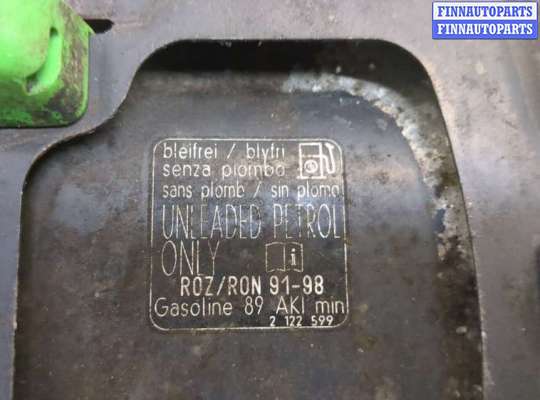 FINNAUTOPARTS
FINNAUTOPARTS
bleifrei / blyfri
senza piombo
sans plomb / sin plomo
UNLEADED PETROL
ONLY i
ROZ/RON 91-98
Gasoline 89 AKI min
2 122 599